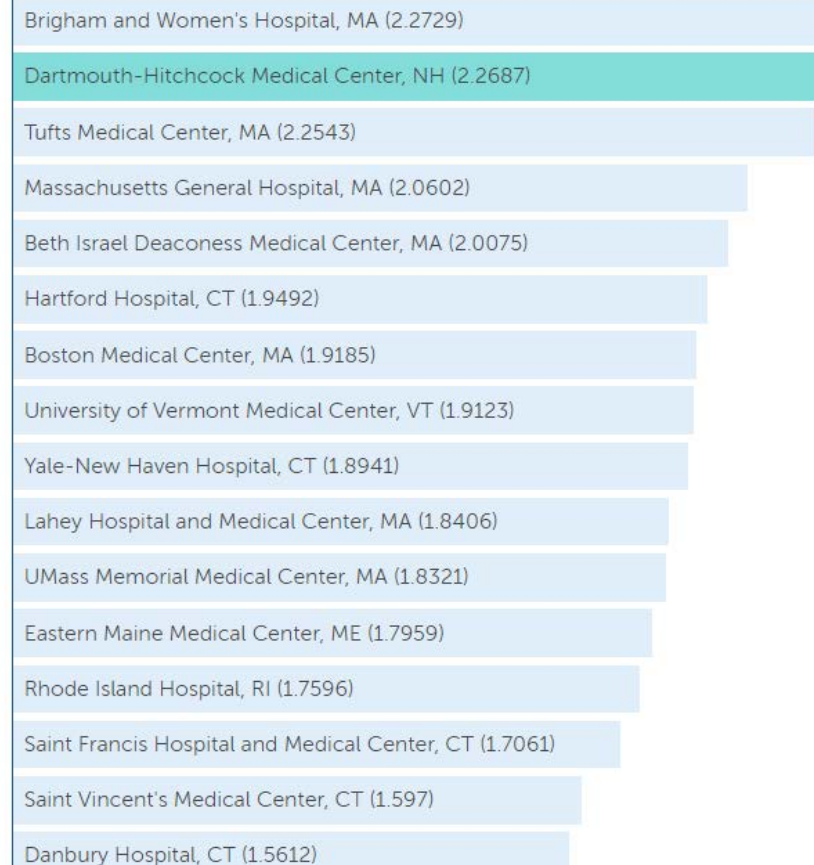 Brigham and Women's Hospital, MA (2.2729)
Dartmouth-Hitchcock Medical Center, NH (2.2687)
Tufts Medical Center, MA (2.2543)
Massachusetts General Hospital, MA (2.0602)
Beth Israel Deaconess Medical Center, MA (2.0075)
Hartford Hospital, CT (1.9492)
Boston Medical Center, MA (1.9185)
University of Vermont Medical Center, VT (1.9123)
Yale-New Haven Hospital, CT (1.8941)
Lahey Hospital and Medical Center, MA (1.8406)
UMass Memorial Medical Center, MA (1.8321)
Eastern Maine Medical Center, ME (1.7959)
Rhode Island Hospital, RI (1.7596)
Saint Francis Hospital and Medical Center, CT (1.7061)
Saint Vincent's Medical Center, CT (1.597)
Danbury Hospital, CT (1.5612)